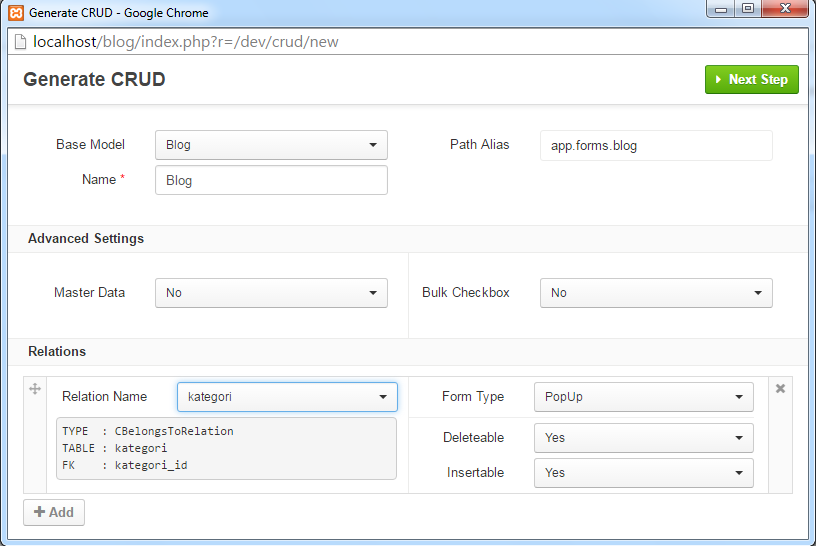 Generate CRUD - Google Chrome
localhost/blog/index.php?r=/dev/crud/new
Generate CRUD
Next Step
Base Model Blog Path Alias app.forms.blog
Name * Blog
Advanced Settings
Master Data No Bulk Checkbox No
Relations
Relation Name kategori Form Type PopUp
TYPE : CBelongsToRelation
TABLE : kategori
FK : kategori_id
Deleteable Yes
Insertable Yes
Add